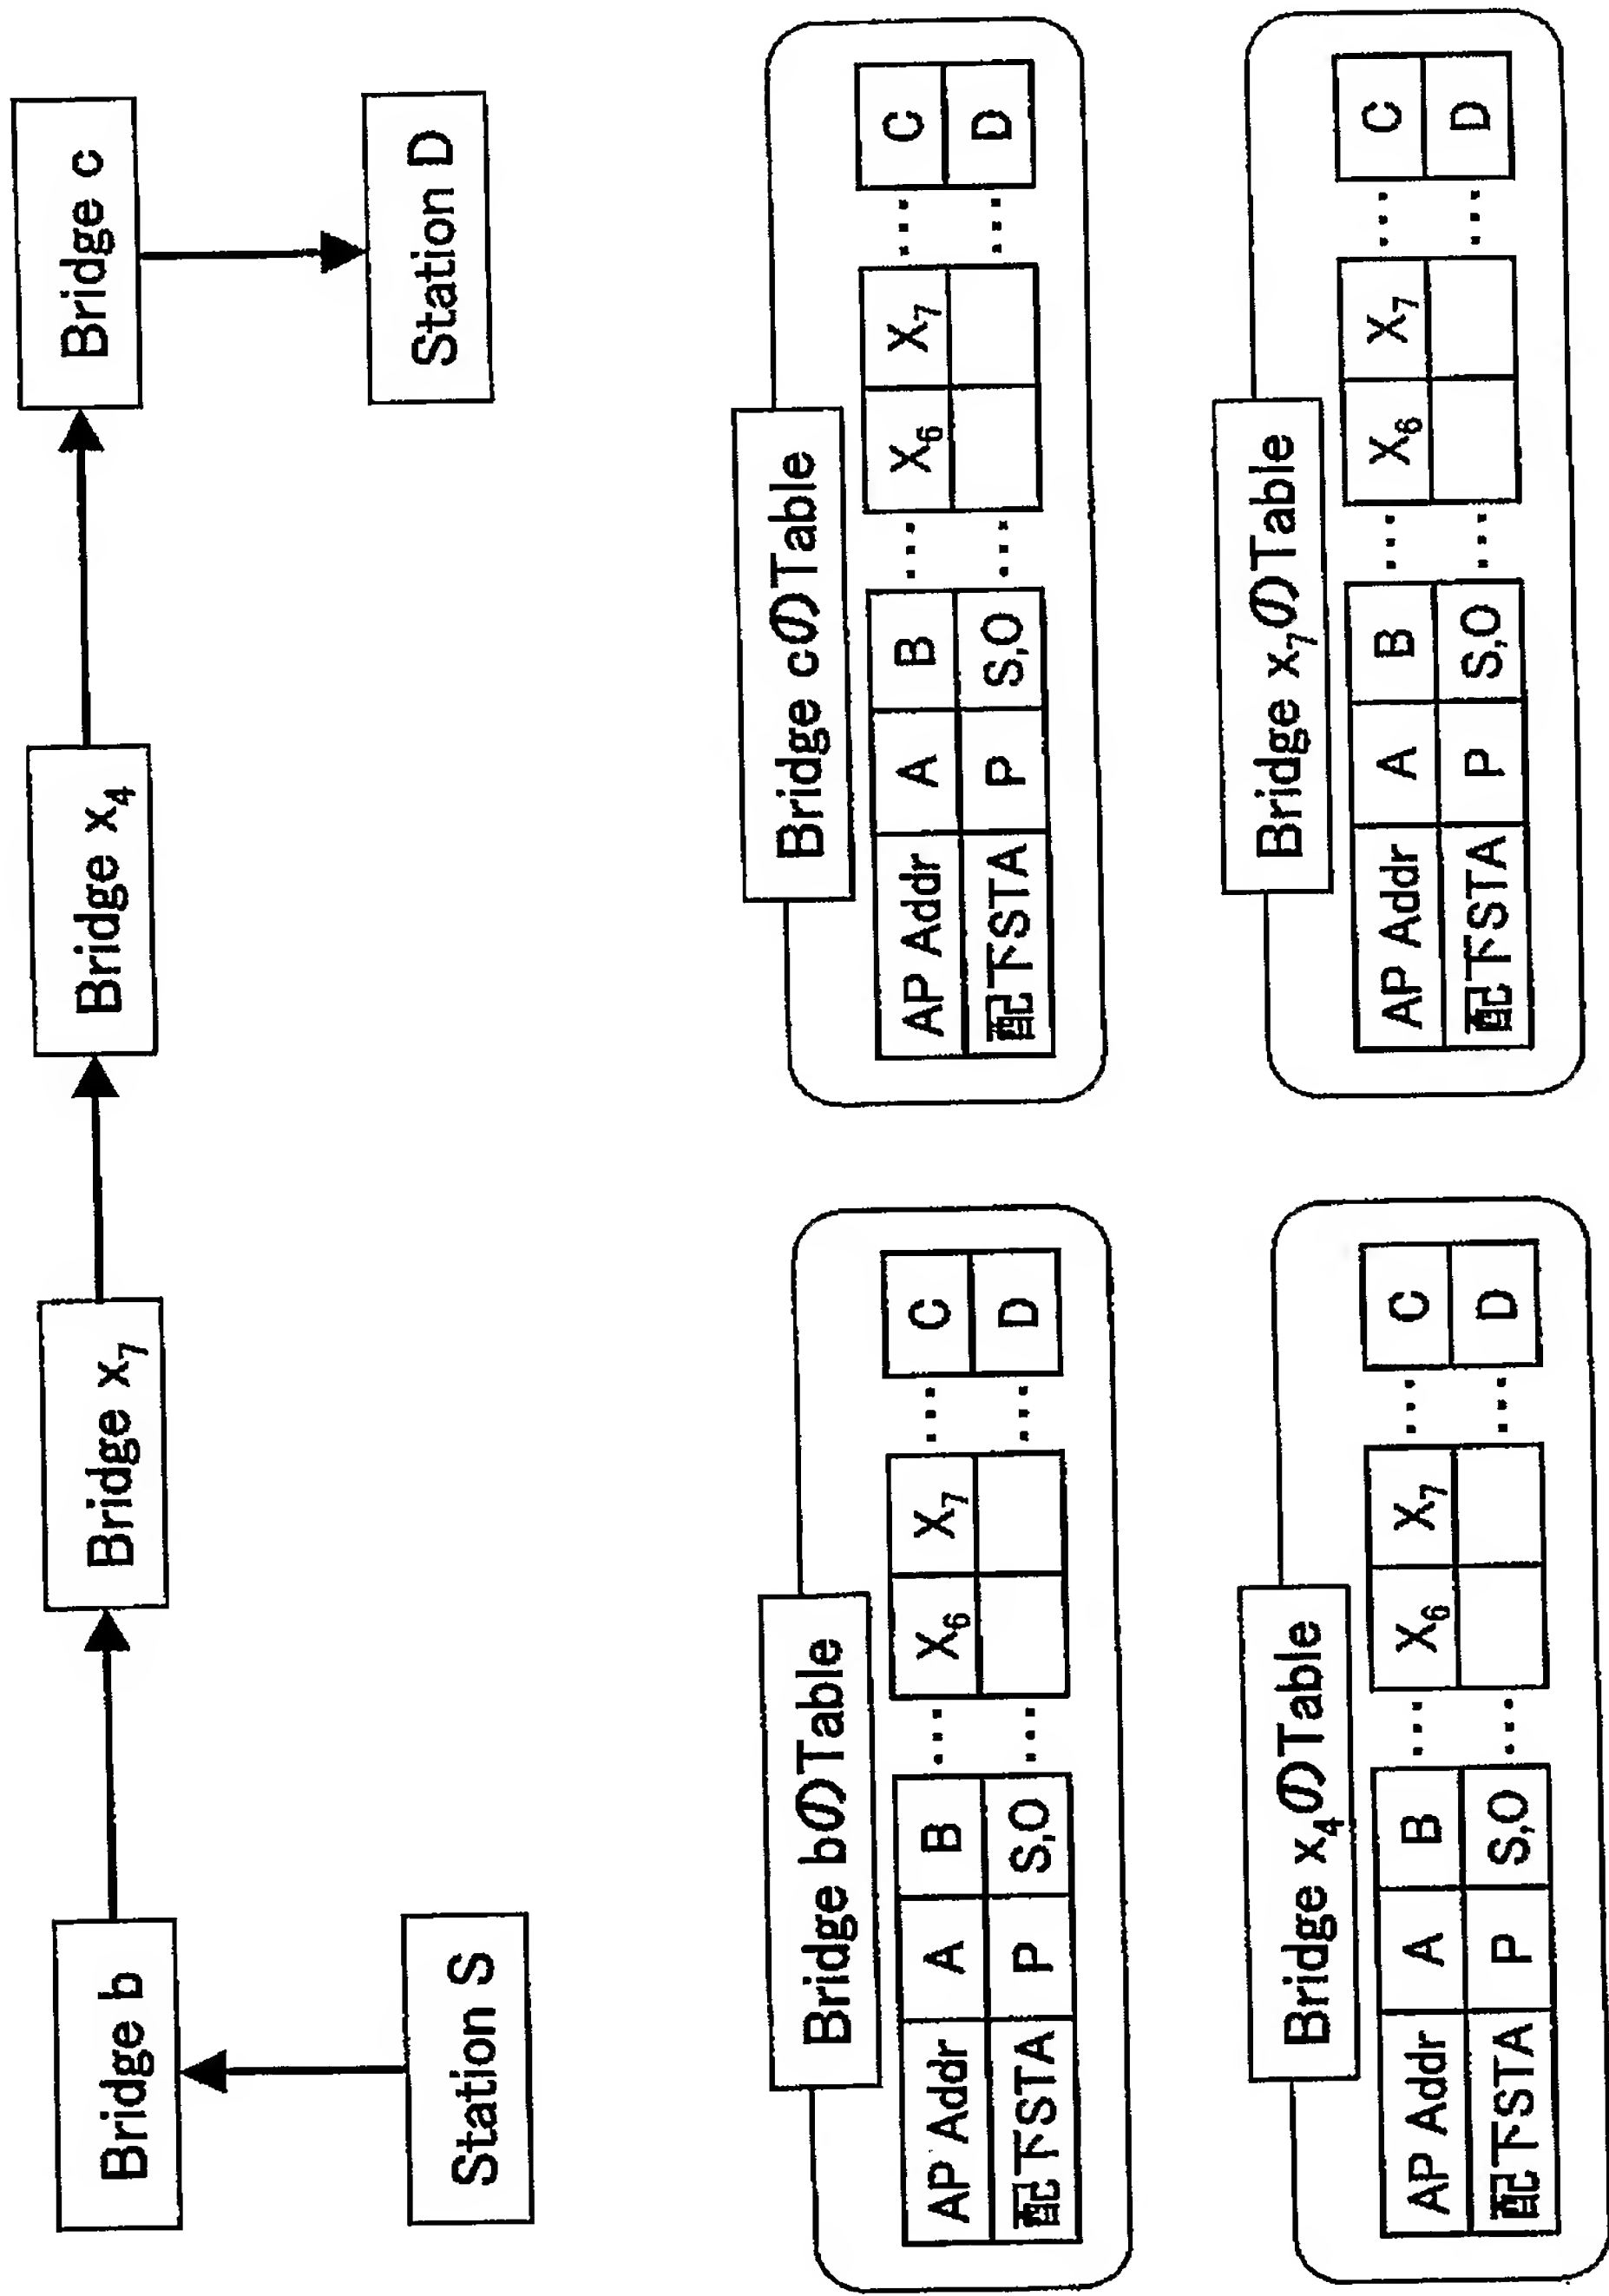 Bridge b
Bridge x₇
Bridge x₄
Bridge c
Station S
Station D
Bridge bのTable
AP Addr A B ... X₆ X₇ ... C
配下STA P S,O ... ... D
Bridge cのTable
AP Addr A B ... X₆ X₇ ... C
配下STA P S,O ... ... D
Bridge x₄のTable
AP Addr A B ... X₆ X₇ ... C
配下STA P S,O ... ... D
Bridge x₇のTable
AP Addr A B ... X₆ X₇ ... C
配下STA P S,O ... ... D